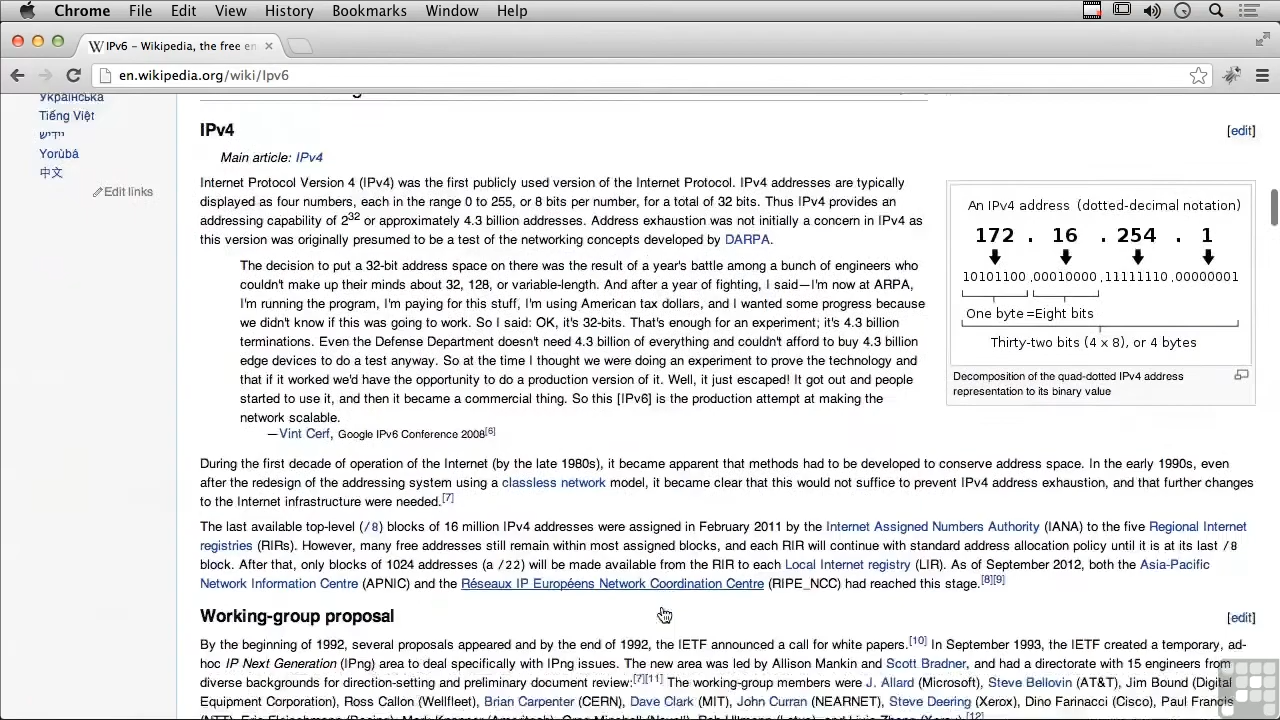 Chrome File Edit View History Bookmarks Window Help
IPv6 – Wikipedia, the free en
en.wikipedia.org/wiki/Ipv6
Українська
Tiếng Việt
ייִדיש
Yorùbá
中文
Edit links
IPv4
[edit]
Main article: IPv4
Internet Protocol Version 4 (IPv4) was the first publicly used version of the Internet Protocol. IPv4 addresses are typically
displayed as four numbers, each in the range 0 to 255, or 8 bits per number, for a total of 32 bits. Thus IPv4 provides an
addressing capability of 2³² or approximately 4.3 billion addresses. Address exhaustion was not initially a concern in IPv4 as
this version was originally presumed to be a test of the networking concepts developed by DARPA.
The decision to put a 32-bit address space on there was the result of a year's battle among a bunch of engineers who
couldn't make up their minds about 32, 128, or variable-length. And after a year of fighting, I said—I'm now at ARPA,
I'm running the program, I'm paying for this stuff, I'm using American tax dollars, and I wanted some progress because
we didn't know if this was going to work. So I said: OK, it's 32-bits. That's enough for an experiment; it's 4.3 billion
terminations. Even the Defense Department doesn't need 4.3 billion of everything and couldn't afford to buy 4.3 billion
edge devices to do a test anyway. So at the time I thought we were doing an experiment to prove the technology and
that if it worked we'd have the opportunity to do a production version of it. Well, it just escaped! It got out and people
started to use it, and then it became a commercial thing. So this [IPv6] is the production attempt at making the
network scalable.
—Vint Cerf, Google IPv6 Conference 2008[6]
An IPv4 address (dotted-decimal notation)
172 . 16 . 254 . 1
10101100 .00010000 .11111110 .00000001
One byte =Eight bits
Thirty-two bits (4 x 8), or 4 bytes
Decomposition of the quad-dotted IPv4 address
representation to its binary value
During the first decade of operation of the Internet (by the late 1980s), it became apparent that methods had to be developed to conserve address space. In the early 1990s, even
after the redesign of the addressing system using a classless network model, it became clear that this would not suffice to prevent IPv4 address exhaustion, and that further changes
to the Internet infrastructure were needed.[7]
The last available top-level (/8) blocks of 16 million IPv4 addresses were assigned in February 2011 by the Internet Assigned Numbers Authority (IANA) to the five Regional Internet
registries (RIRs). However, many free addresses still remain within most assigned blocks, and each RIR will continue with standard address allocation policy until it is at its last /8
block. After that, only blocks of 1024 addresses (a /22) will be made available from the RIR to each Local Internet registry (LIR). As of September 2012, both the Asia-Pacific
Network Information Centre (APNIC) and the Réseaux IP Européens Network Coordination Centre (RIPE_NCC) had reached this stage.[8][9]
Working-group proposal
[edit]
By the beginning of 1992, several proposals appeared and by the end of 1992, the IETF announced a call for white papers.[10] In September 1993, the IETF created a temporary, ad-
hoc IP Next Generation (IPng) area to deal specifically with IPng issues. The new area was led by Allison Mankin and Scott Bradner, and had a directorate with 15 engineers from
diverse backgrounds for direction-setting and preliminary document review:[7][11] The working-group members were J. Allard (Microsoft), Steve Bellovin (AT&T), Jim Bound (Digital
Equipment Corporation), Ross Callon (Wellfleet), Brian Carpenter (CERN), Dave Clark (MIT), John Curran (NEARNET), Steve Deering (Xerox), Dino Farinacci (Cisco), Paul Francis